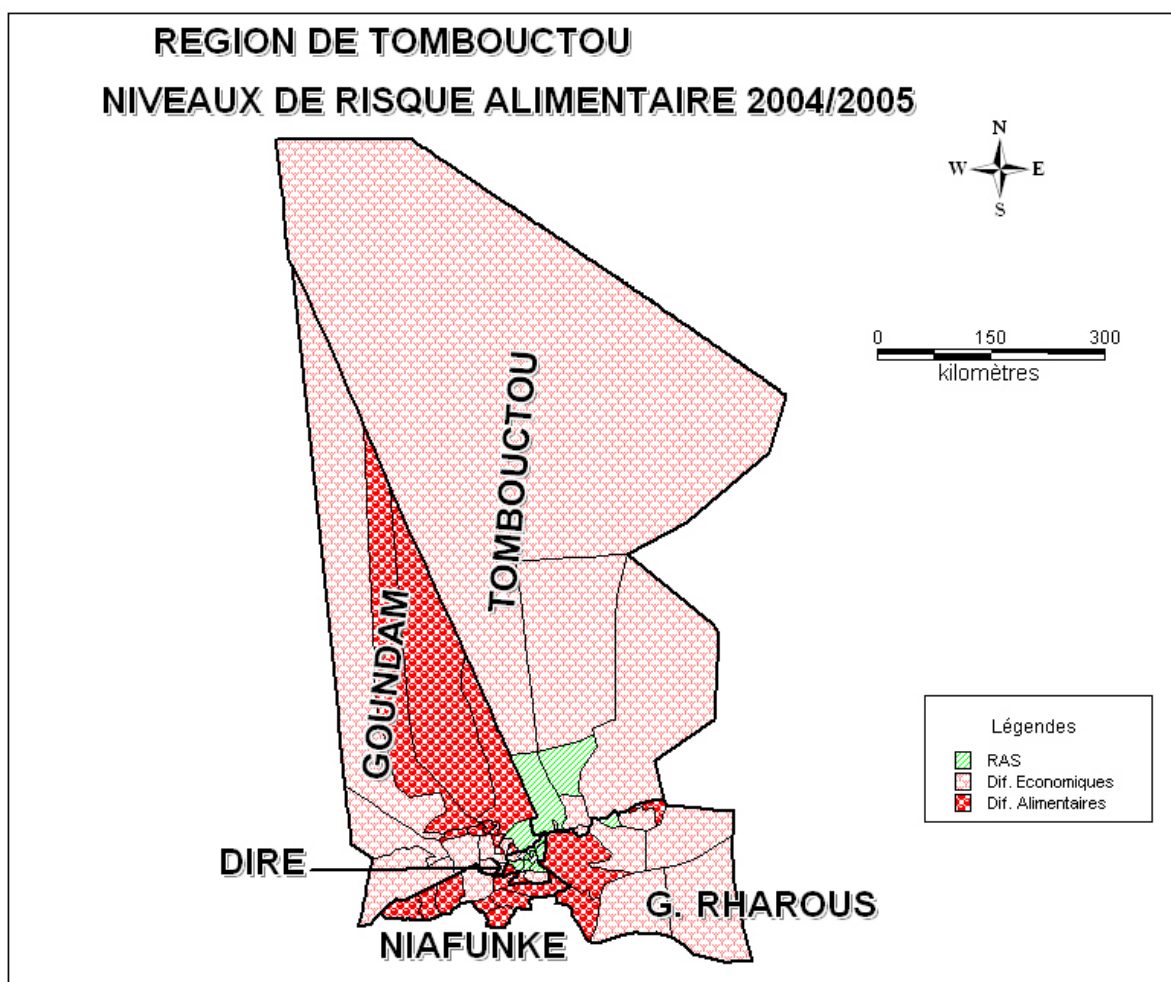 REGION DE TOMBOUCTOU
NIVEAUX DE RISQUE ALIMENTAIRE 2004/2005
N
W E
S
0 150 300
kilomètres
TOMBOUCTOU
GOUNDAM
Légendes
RAS
Dif. Economiques
Dif. Alimentaires
DIRE
G. RHAROUS
NIAFUNKE